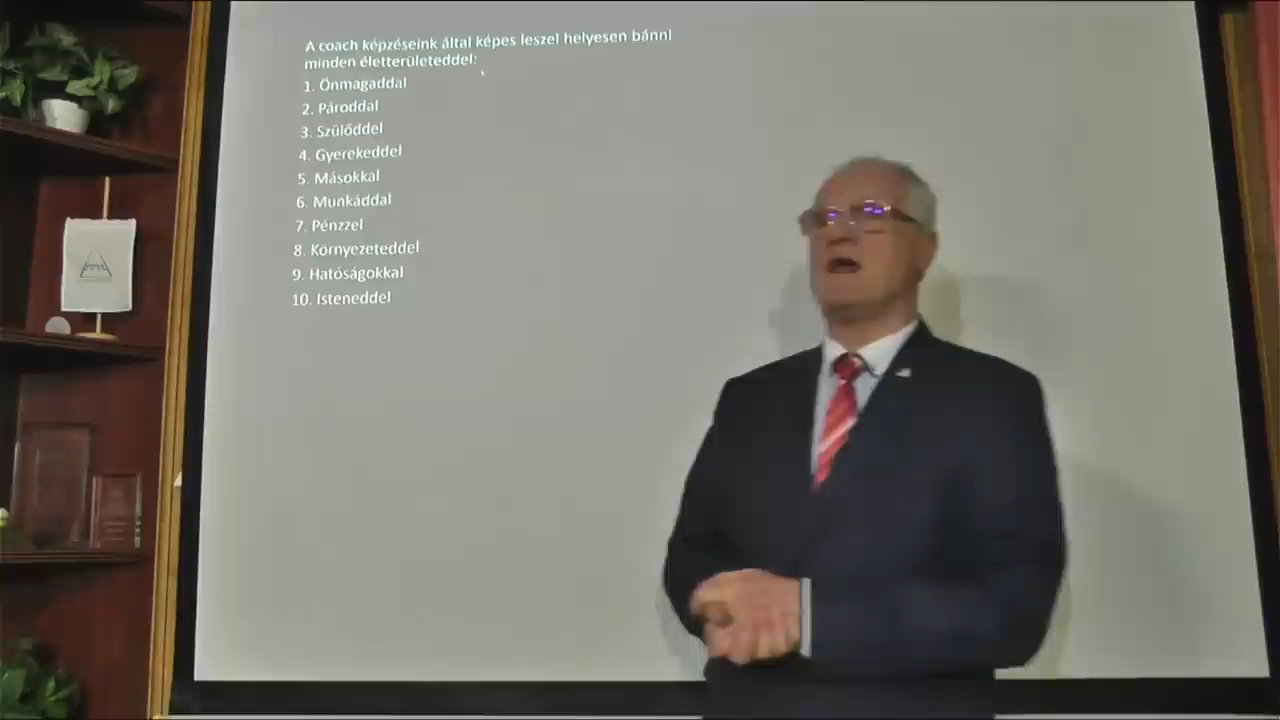 A coach képzéseink által képes leszel helyesen bánni
minden életterületeddel:
1. Önmagaddal
2. Pároddal
3. Szülőddel
4. Gyerekeddel
5. Másokkal
6. Munkáddal
7. Pénzzel
8. Környezeteddel
9. Hatóságokkal
10. Isteneddel